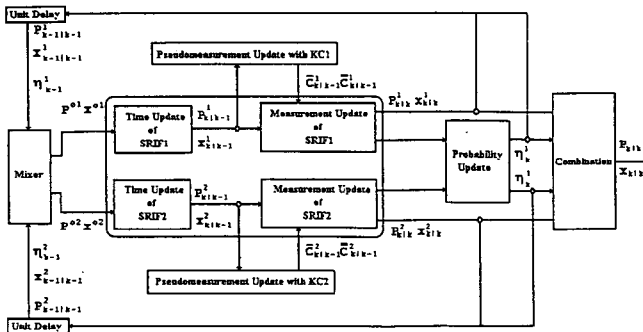 Unit Delay
P¹ₖ₋₁|ₖ₋₁
x¹ₖ₋₁|ₖ₋₁
η¹ₖ₋₁
Pseudomeasurement Update with KC1
C̅¹ₖ|ₖ₋₁ C̿¹ₖ|ₖ₋₁
P⁰¹ x⁰¹
Time Update
of
SRIF1
P¹ₖ|ₖ₋₁
x¹ₖ|ₖ₋₁
Measurement Update
of
SRIF1
P¹ₖ|ₖ x¹ₖ|ₖ
Mixer
Probability
Update
η¹ₖ
η¹ₖ
Combination
Pₖ|ₖ
xₖ|ₖ
Time Update
of
SRIF2
P²ₖ|ₖ₋₁
x²ₖ|ₖ₋₁
Measurement Update
of
SRIF2
P⁰² x⁰²
P²ₖ|ₖ x²ₖ|ₖ
C̅²ₖ|ₖ₋₁ C̿²ₖ|ₖ₋₁
Pseudomeasurement Update with KC2
η²ₖ₋₁
x²ₖ₋₁|ₖ₋₁
P²ₖ₋₁|ₖ₋₁
Unit Delay